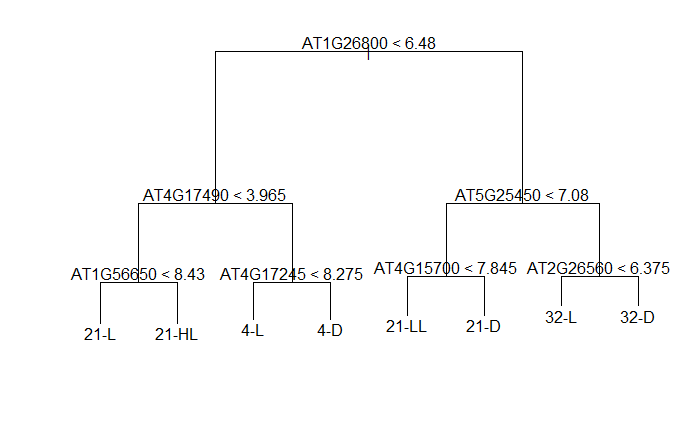 AT1G26800 < 6.48
AT4G17490 < 3.965
AT5G25450 < 7.08
AT1G56650 < 8.43
AT4G17245 < 8.275
AT4G15700 < 7.845
AT2G26560 < 6.375
21-L
21-HL
4-L
4-D
21-LL
21-D
32-L
32-D